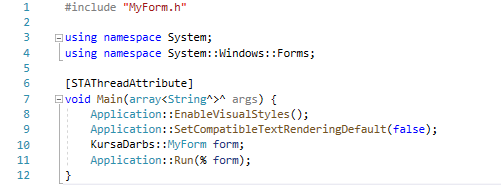 1 #include "MyForm.h"
2
3 using namespace System;
4 using namespace System::Windows::Forms;
5
6 [STAThreadAttribute]
7 void Main(array<String^>^ args) {
8 Application::EnableVisualStyles();
9 Application::SetCompatibleTextRenderingDefault(false);
10 KursaDarbs::MyForm form;
11 Application::Run(% form);
12 }